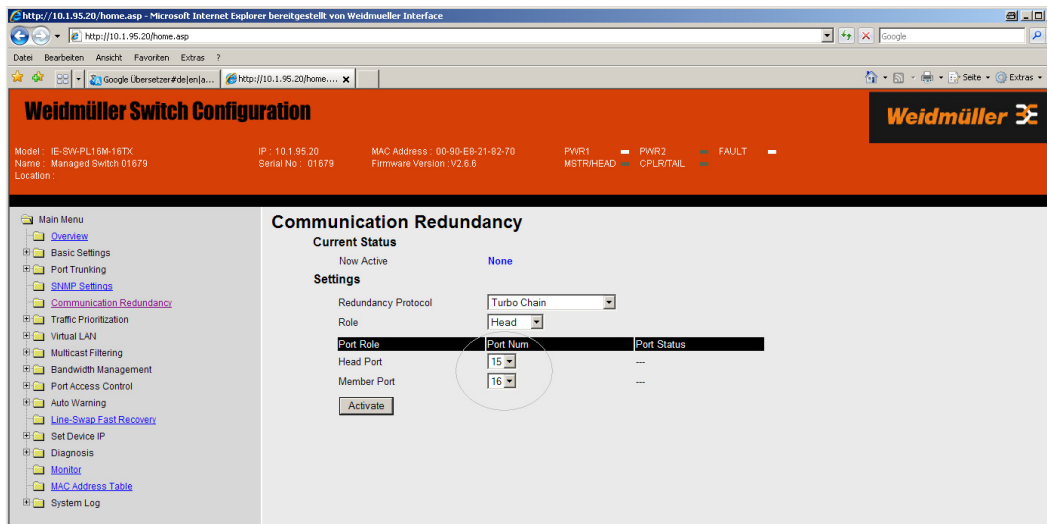 http://10.1.95.20/home.asp - Microsoft Internet Explorer bereitgestellt von Weidmueller Interface
http://10.1.95.20/home.asp
Google
Datei Bearbeiten Ansicht Favoriten Extras ?
Google Übersetzer#de|en|a...
http://10.1.95.20/home....
Seite
Extras
Weidmüller Switch Configuration
Weidmüller
Model : IE-SW-PL16M-16TX
IP : 10.1.95.20
MAC Address : 00-90-E8-21-82-70
PWR1 PWR2 FAULT
Name : Managed Switch 01679
Serial No : 01679
Firmware Version :V2.6.6
MSTR/HEAD CPLR/TAIL
Location :
Main Menu
Overview
Basic Settings
Port Trunking
SNMP Settings
Communication Redundancy
Traffic Prioritization
Virtual LAN
Multicast Filtering
Bandwidth Management
Port Access Control
Auto Warning
Line-Swap Fast Recovery
Set Device IP
Diagnosis
Monitor
MAC Address Table
System Log
Communication Redundancy
Current Status
Now Active None
Settings
Redundancy Protocol Turbo Chain
Role Head
Port Role Port Num Port Status
Head Port 15 ---
Member Port 16 ---
Activate